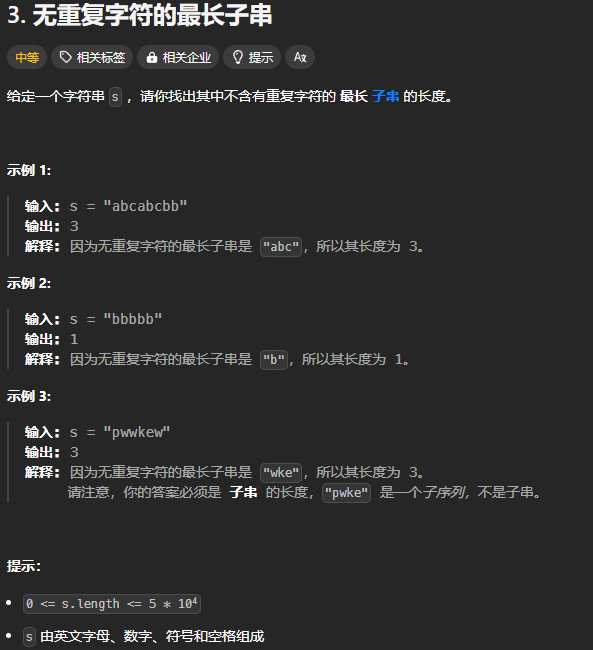 3. 无重复字符的最长子串
中等 相关标签 相关企业 提示 Aあ
给定一个字符串 s ，请你找出其中不含有重复字符的 最长 子串 的长度。
示例 1:
输入: s = "abcabcbb"
输出: 3
解释: 因为无重复字符的最长子串是 "abc"，所以其长度为 3。
示例 2:
输入: s = "bbbbb"
输出: 1
解释: 因为无重复字符的最长子串是 "b"，所以其长度为 1。
示例 3:
输入: s = "pwwkew"
输出: 3
解释: 因为无重复字符的最长子串是 "wke"，所以其长度为 3。
请注意，你的答案必须是 子串 的长度，"pwke" 是一个子序列，不是子串。
提示：
0 <= s.length <= 5 * 10⁴
s 由英文字母、数字、符号和空格组成